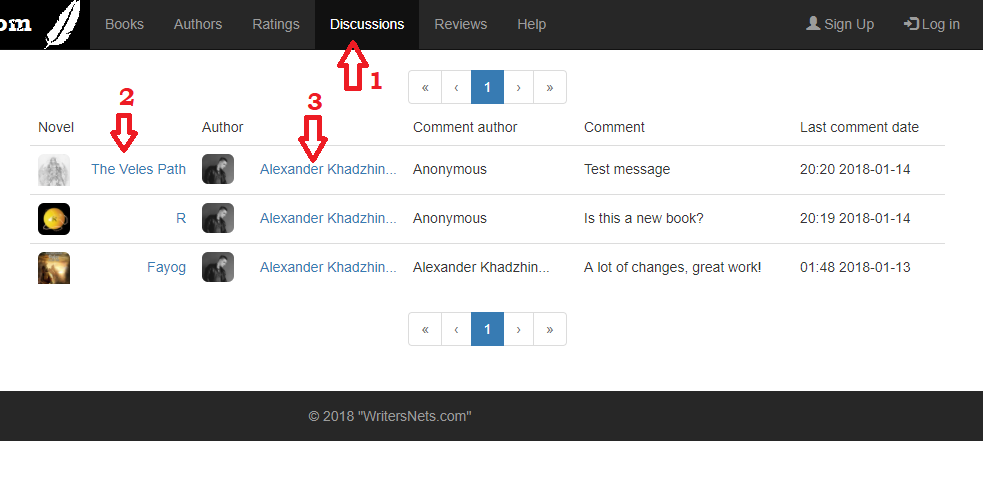 om Books Authors Ratings Discussions Reviews Help Sign Up Log in
1
« ‹ 1 › »
2 3
Novel Author Comment author Comment Last comment date
The Veles Path Alexander Khadzhin... Anonymous Test message 20:20 2018-01-14
R Alexander Khadzhin... Anonymous Is this a new book? 20:19 2018-01-14
Fayog Alexander Khadzhin... Alexander Khadzhin... A lot of changes, great work! 01:48 2018-01-13
« ‹ 1 › »
© 2018 "WritersNets.com"